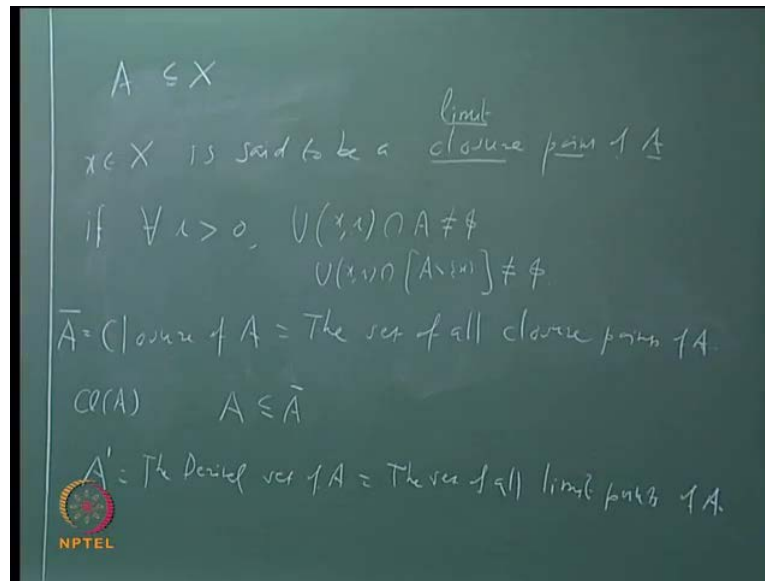 A ⊆ X
limit
x ∈ X is said to be a closure point of A
if ∀ r > 0, U(x, r) ∩ A ≠ φ
U(x, r) ∩ [A \ {x}] ≠ φ
Ā = Closure of A = The set of all closure points of A.
Cl(A) A ⊆ Ā
A' = The Derived set of A = The set of all limit points of A.
NPTEL